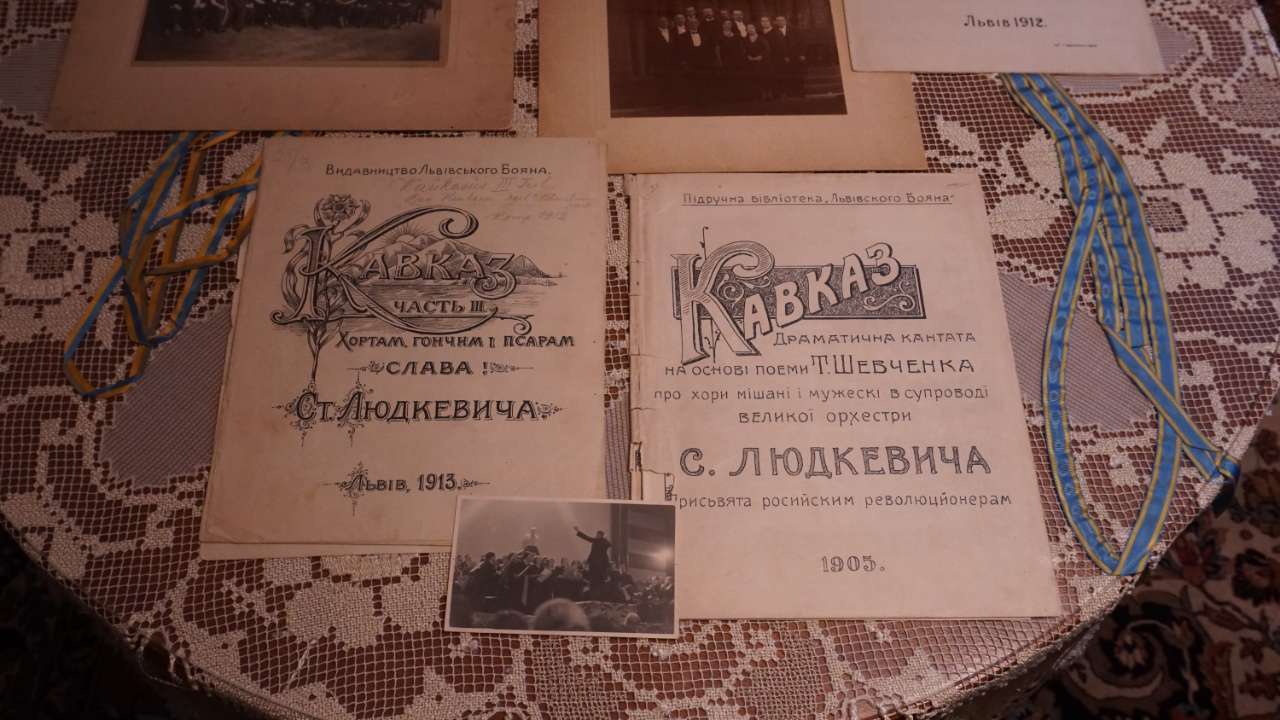 Львів 1912.
Видавництво Львівського Бояна.
Кавказ
часть III.
Хортам, гончим і псарам
слава!
Ст. Людкевича.
Львів, 1913.
Підручна бібліотека „Львівского Бояна"
Кавказ
Драматична кантата
на основі поеми Т. Шевченка
про хори мішані і мужескі в супроводі
великої орхестри
С. Людкевича
Присьвята росийским революцйонерам
1905.